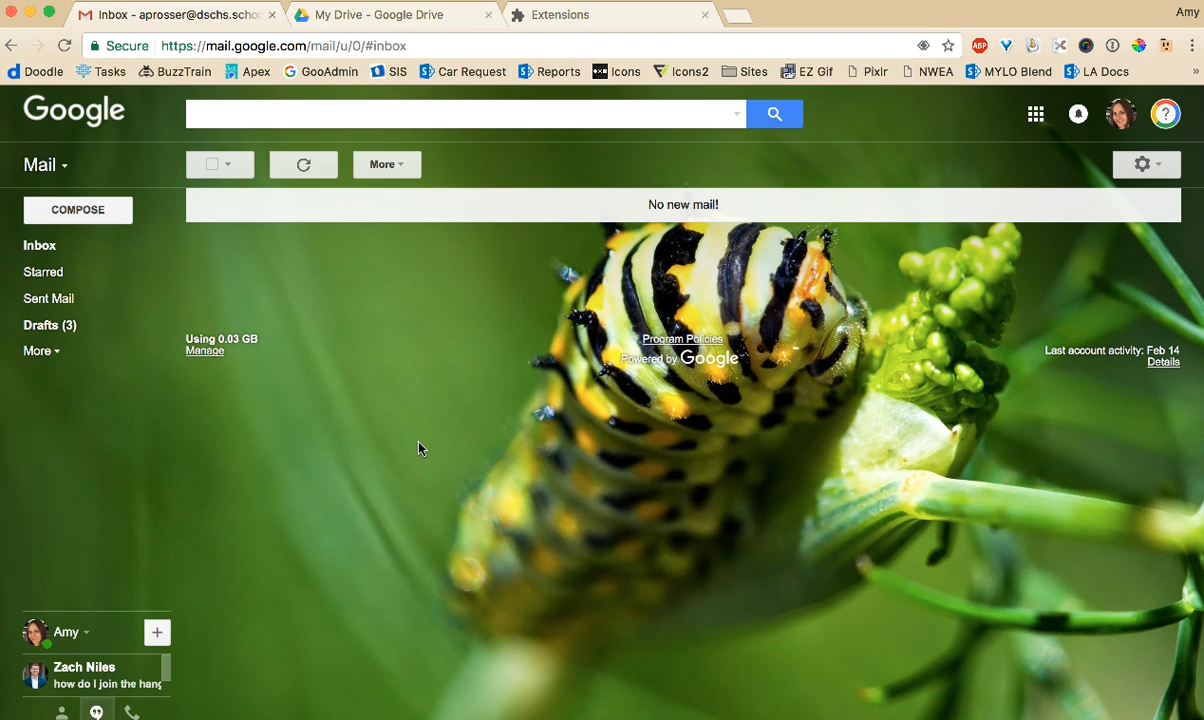 Inbox - aprosser@dschs.schoo
My Drive - Google Drive
Extensions
Amy
Secure https://mail.google.com/mail/u/0/#inbox
ABP
Doodle Tasks BuzzTrain Apex GooAdmin SIS Car Request Reports Icons Icons2 Sites EZ Gif Pixlr NWEA MYLO Blend LA Docs »
Google
Mail
More
COMPOSE
No new mail!
Inbox
Starred
Sent Mail
Drafts (3)
More
Using 0.03 GB
Manage
Program Policies
Powered by Google
Last account activity: Feb 14
Details
Amy
Zach Niles
how do I join the hang